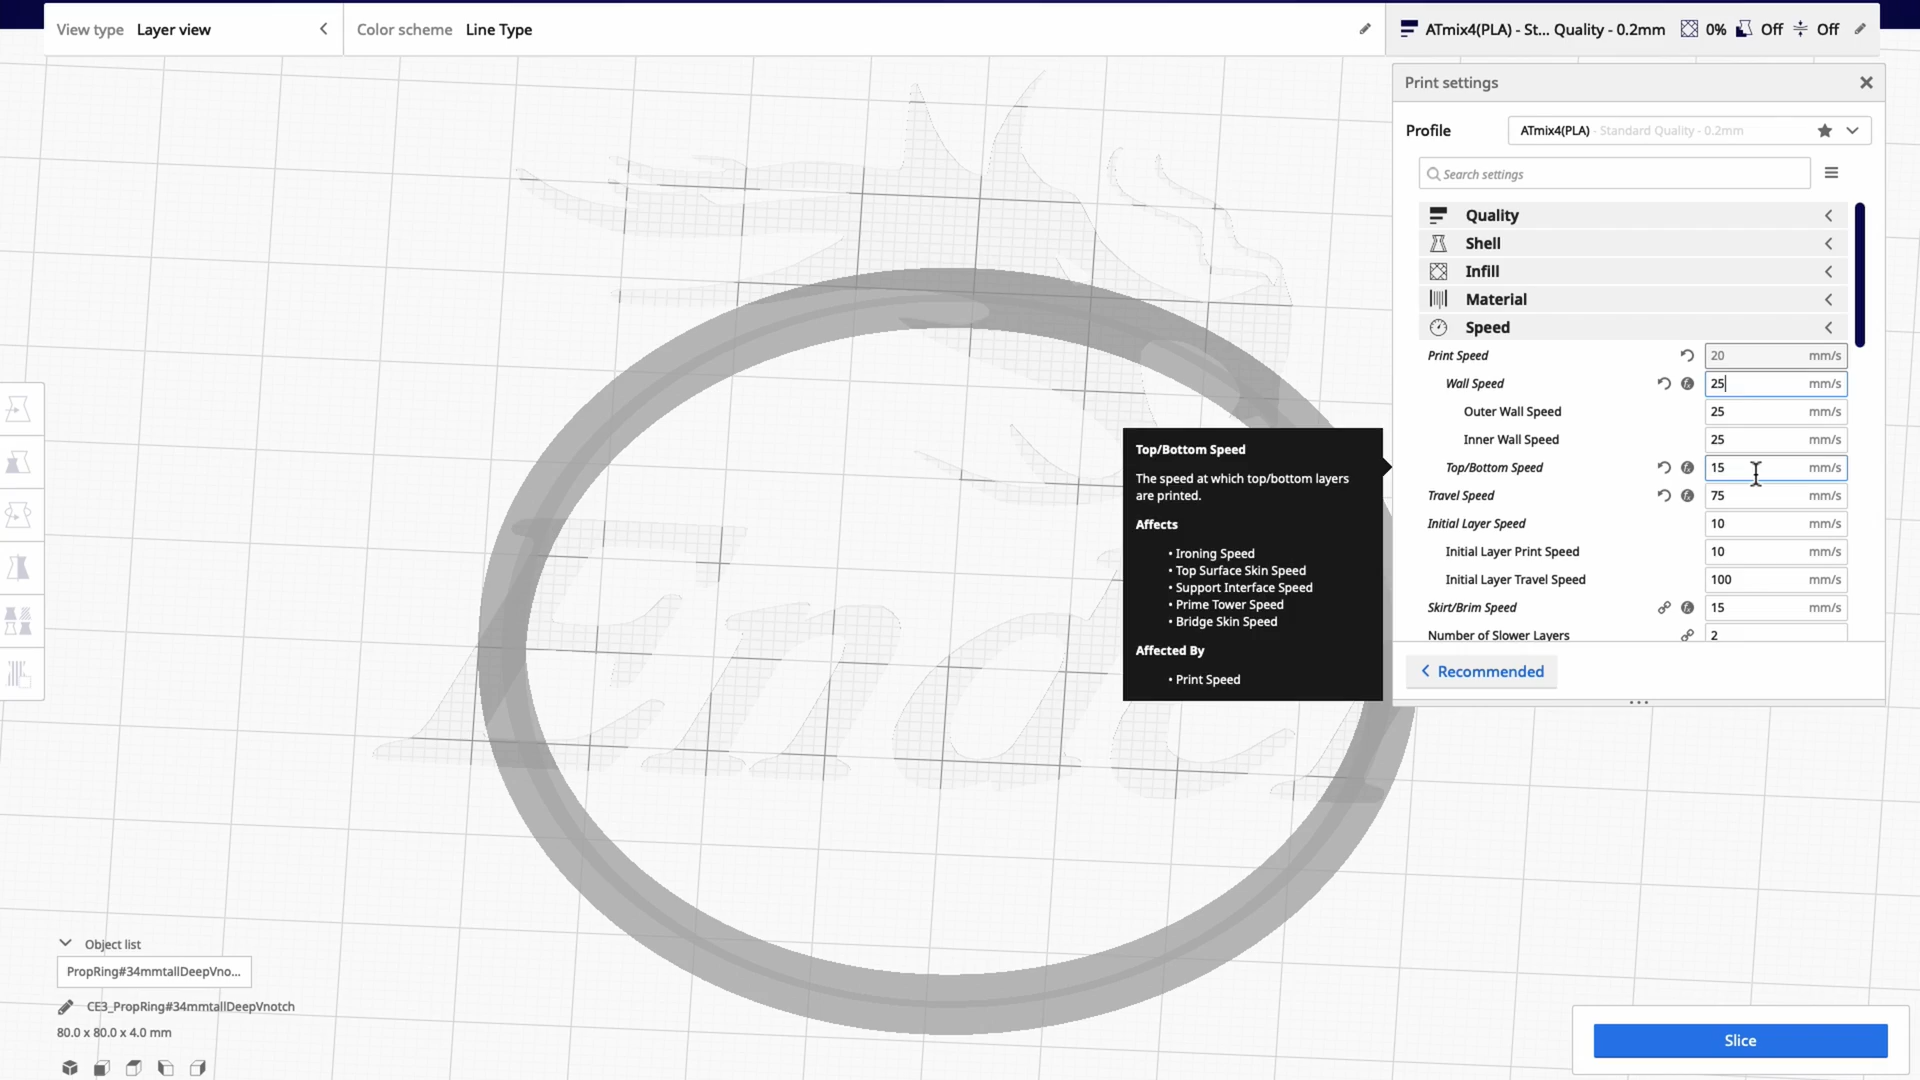 View type Layer view
Color scheme Line Type
ATmix4(PLA) - St... Quality - 0.2mm 0% Off Off
Print settings
Profile ATmix4(PLA) - Standard Quality - 0.2mm
Search settings
Quality
Shell
Infill
Material
Speed
Print Speed 20 mm/s
Wall Speed 25 mm/s
Outer Wall Speed 25 mm/s
Inner Wall Speed 25 mm/s
Top/Bottom Speed 15 mm/s
Travel Speed 75 mm/s
Initial Layer Speed 10 mm/s
Initial Layer Print Speed 10 mm/s
Initial Layer Travel Speed 100 mm/s
Skirt/Brim Speed 15 mm/s
Number of Slower Layers 2
Recommended
Top/Bottom Speed
The speed at which top/bottom layers
are printed.
Affects
• Ironing Speed
• Top Surface Skin Speed
• Support Interface Speed
• Prime Tower Speed
• Bridge Skin Speed
Affected By
• Print Speed
Ender
Object list
PropRing#34mmtallDeepVno...
CE3_PropRing#34mmtallDeepVnotch
80.0 x 80.0 x 4.0 mm
Slice